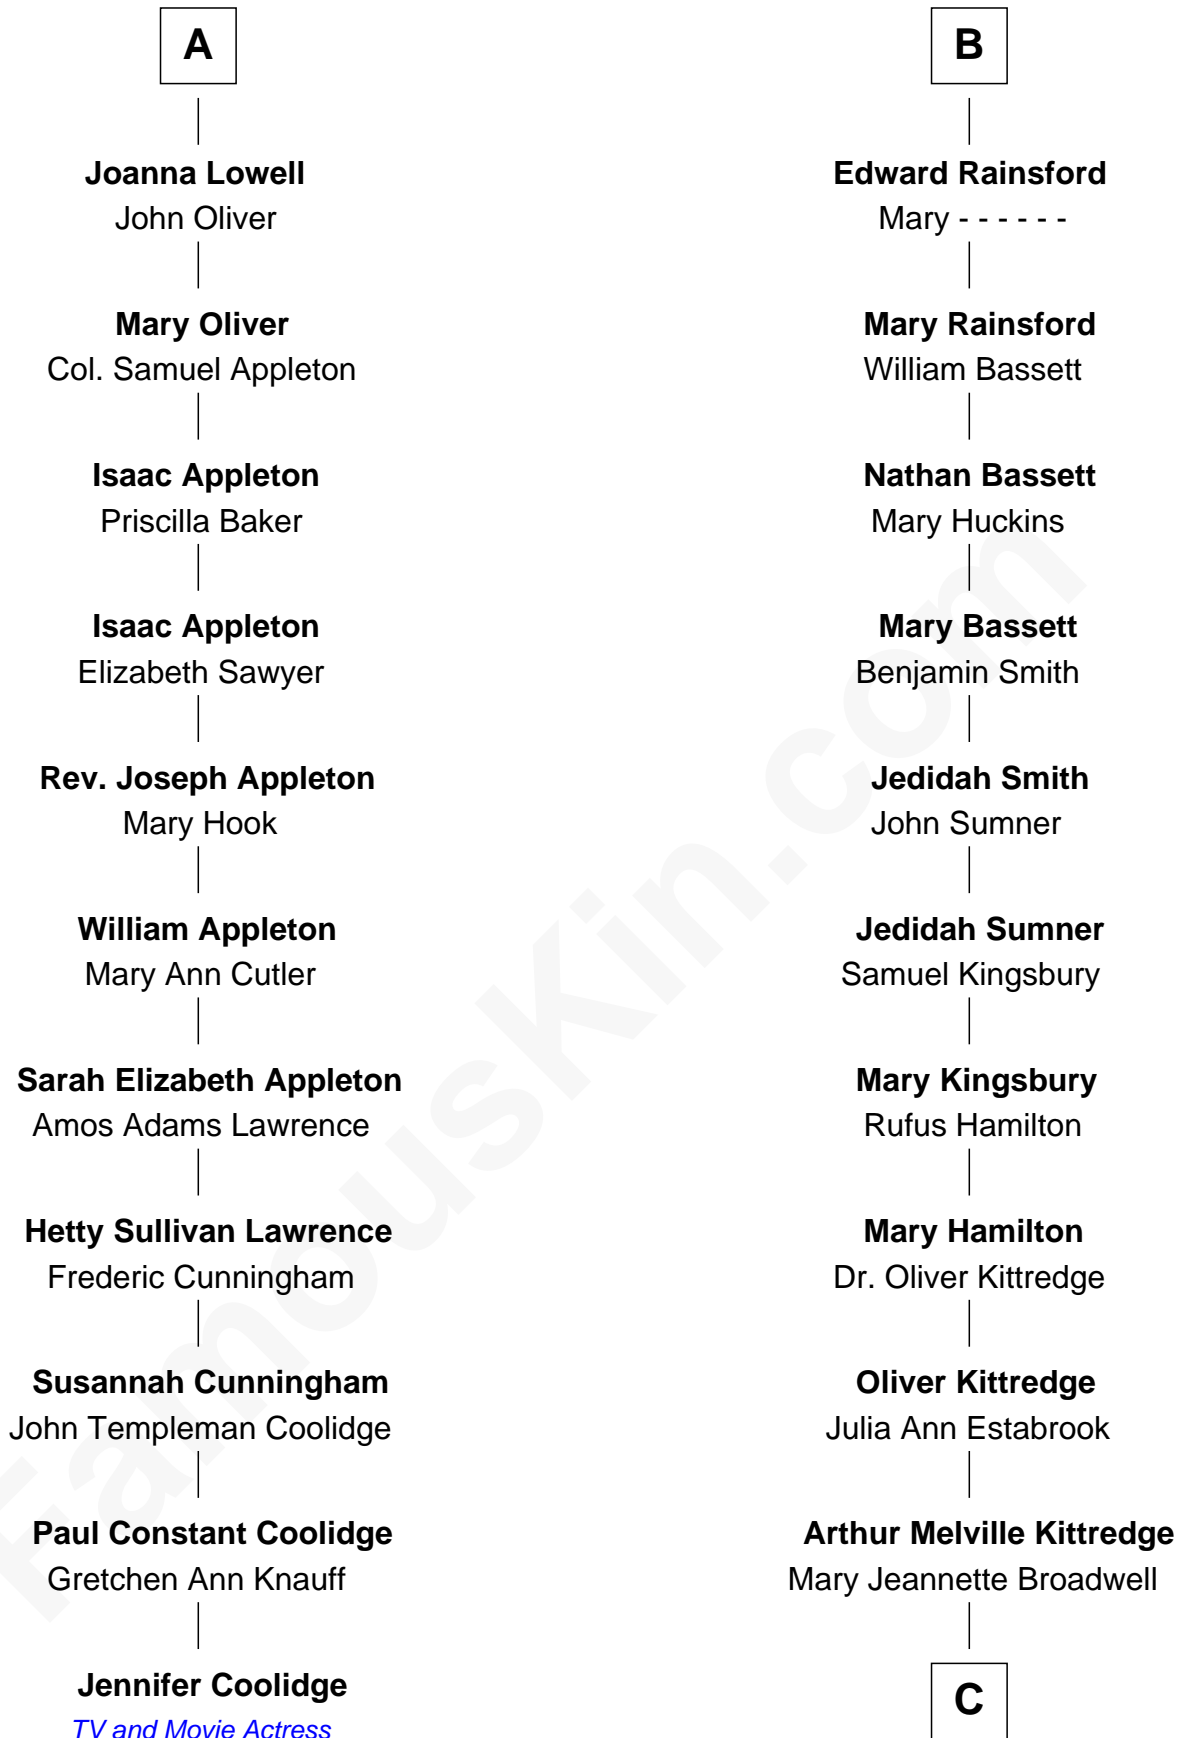 A
Joanna Lowell
John Oliver
Mary Oliver
Col. Samuel Appleton
Isaac Appleton
Priscilla Baker
Isaac Appleton
Elizabeth Sawyer
Rev. Joseph Appleton
Mary Hook
William Appleton
Mary Ann Cutler
Sarah Elizabeth Appleton
Amos Adams Lawrence
Hetty Sullivan Lawrence
Frederic Cunningham
Susannah Cunningham
John Templeman Coolidge
Paul Constant Coolidge
Gretchen Ann Knauff
Jennifer Coolidge
TV and Movie Actress
B
Edward Rainsford
Mary - - - - - -
Mary Rainsford
William Bassett
Nathan Bassett
Mary Huckins
Mary Bassett
Benjamin Smith
Jedidah Smith
John Sumner
Jedidah Sumner
Samuel Kingsbury
Mary Kingsbury
Rufus Hamilton
Mary Hamilton
Dr. Oliver Kittredge
Oliver Kittredge
Julia Ann Estabrook
Arthur Melville Kittredge
Mary Jeannette Broadwell
C
FamousKin.com